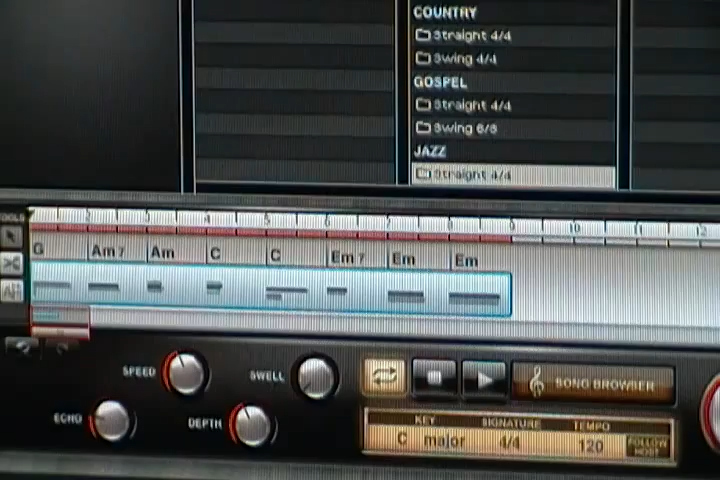 COUNTRY
Straight 4/4
Swing 4/4
GOSPEL
Straight 4/4
Swing 6/8
JAZZ
Straight 4/4
TOOLS
2 3 4 5 6 7 8 9 10 11 12
G Am7 Am C C Em7 Em Em
SPEED SWELL
SONG BROWSER
ECHO DEPTH
KEY SIGNATURE TEMPO
C major 4/4 120 FOLLOW HOST